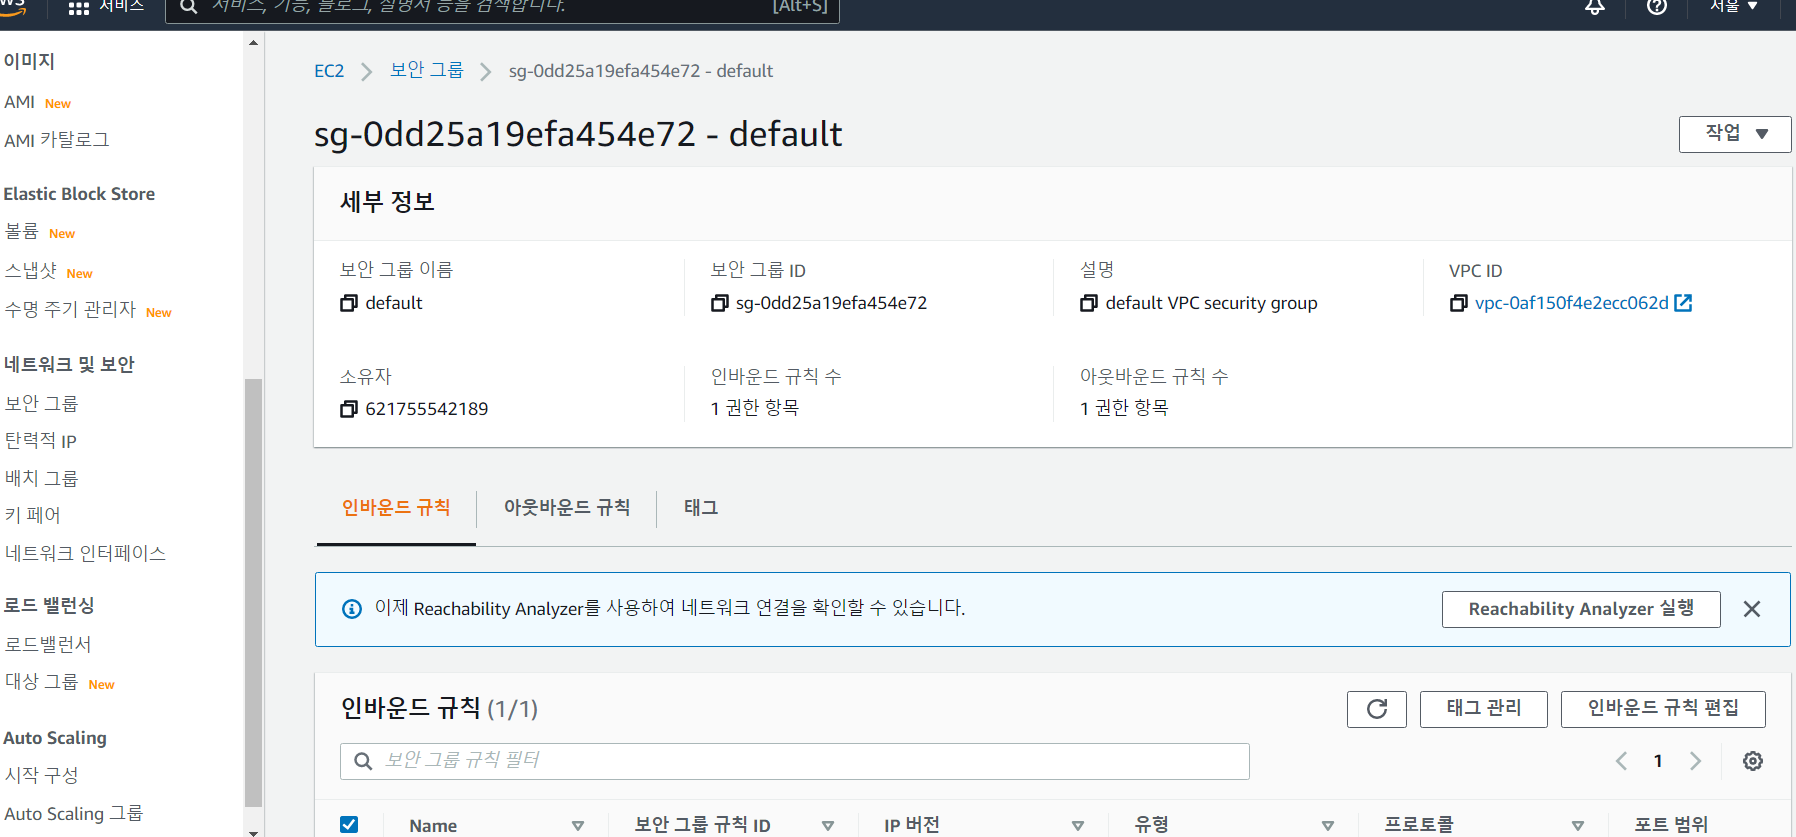 서비스
서비스, 기능, 블로그, 설명서 등을 검색합니다.
[Alt+S]
서울
이미지
AMI New
AMI 카탈로그
Elastic Block Store
볼륨 New
스냅샷 New
수명 주기 관리자 New
네트워크 및 보안
보안 그룹
탄력적 IP
배치 그룹
키 페어
네트워크 인터페이스
로드 밸런싱
로드밸런서
대상 그룹 New
Auto Scaling
시작 구성
Auto Scaling 그룹
EC2 > 보안 그룹 > sg-0dd25a19efa454e72 - default
sg-0dd25a19efa454e72 - default
작업
세부 정보
보안 그룹 이름
default
보안 그룹 ID
sg-0dd25a19efa454e72
설명
default VPC security group
VPC ID
vpc-0af150f4e2ecc062d
소유자
621755542189
인바운드 규칙 수
1 권한 항목
아웃바운드 규칙 수
1 권한 항목
인바운드 규칙
아웃바운드 규칙
태그
이제 Reachability Analyzer를 사용하여 네트워크 연결을 확인할 수 있습니다.
Reachability Analyzer 실행
인바운드 규칙 (1/1)
태그 관리
인바운드 규칙 편집
보안 그룹 규칙 필터
1
Name
보안 그룹 규칙 ID
IP 버전
유형
프로토콜
포트 범위